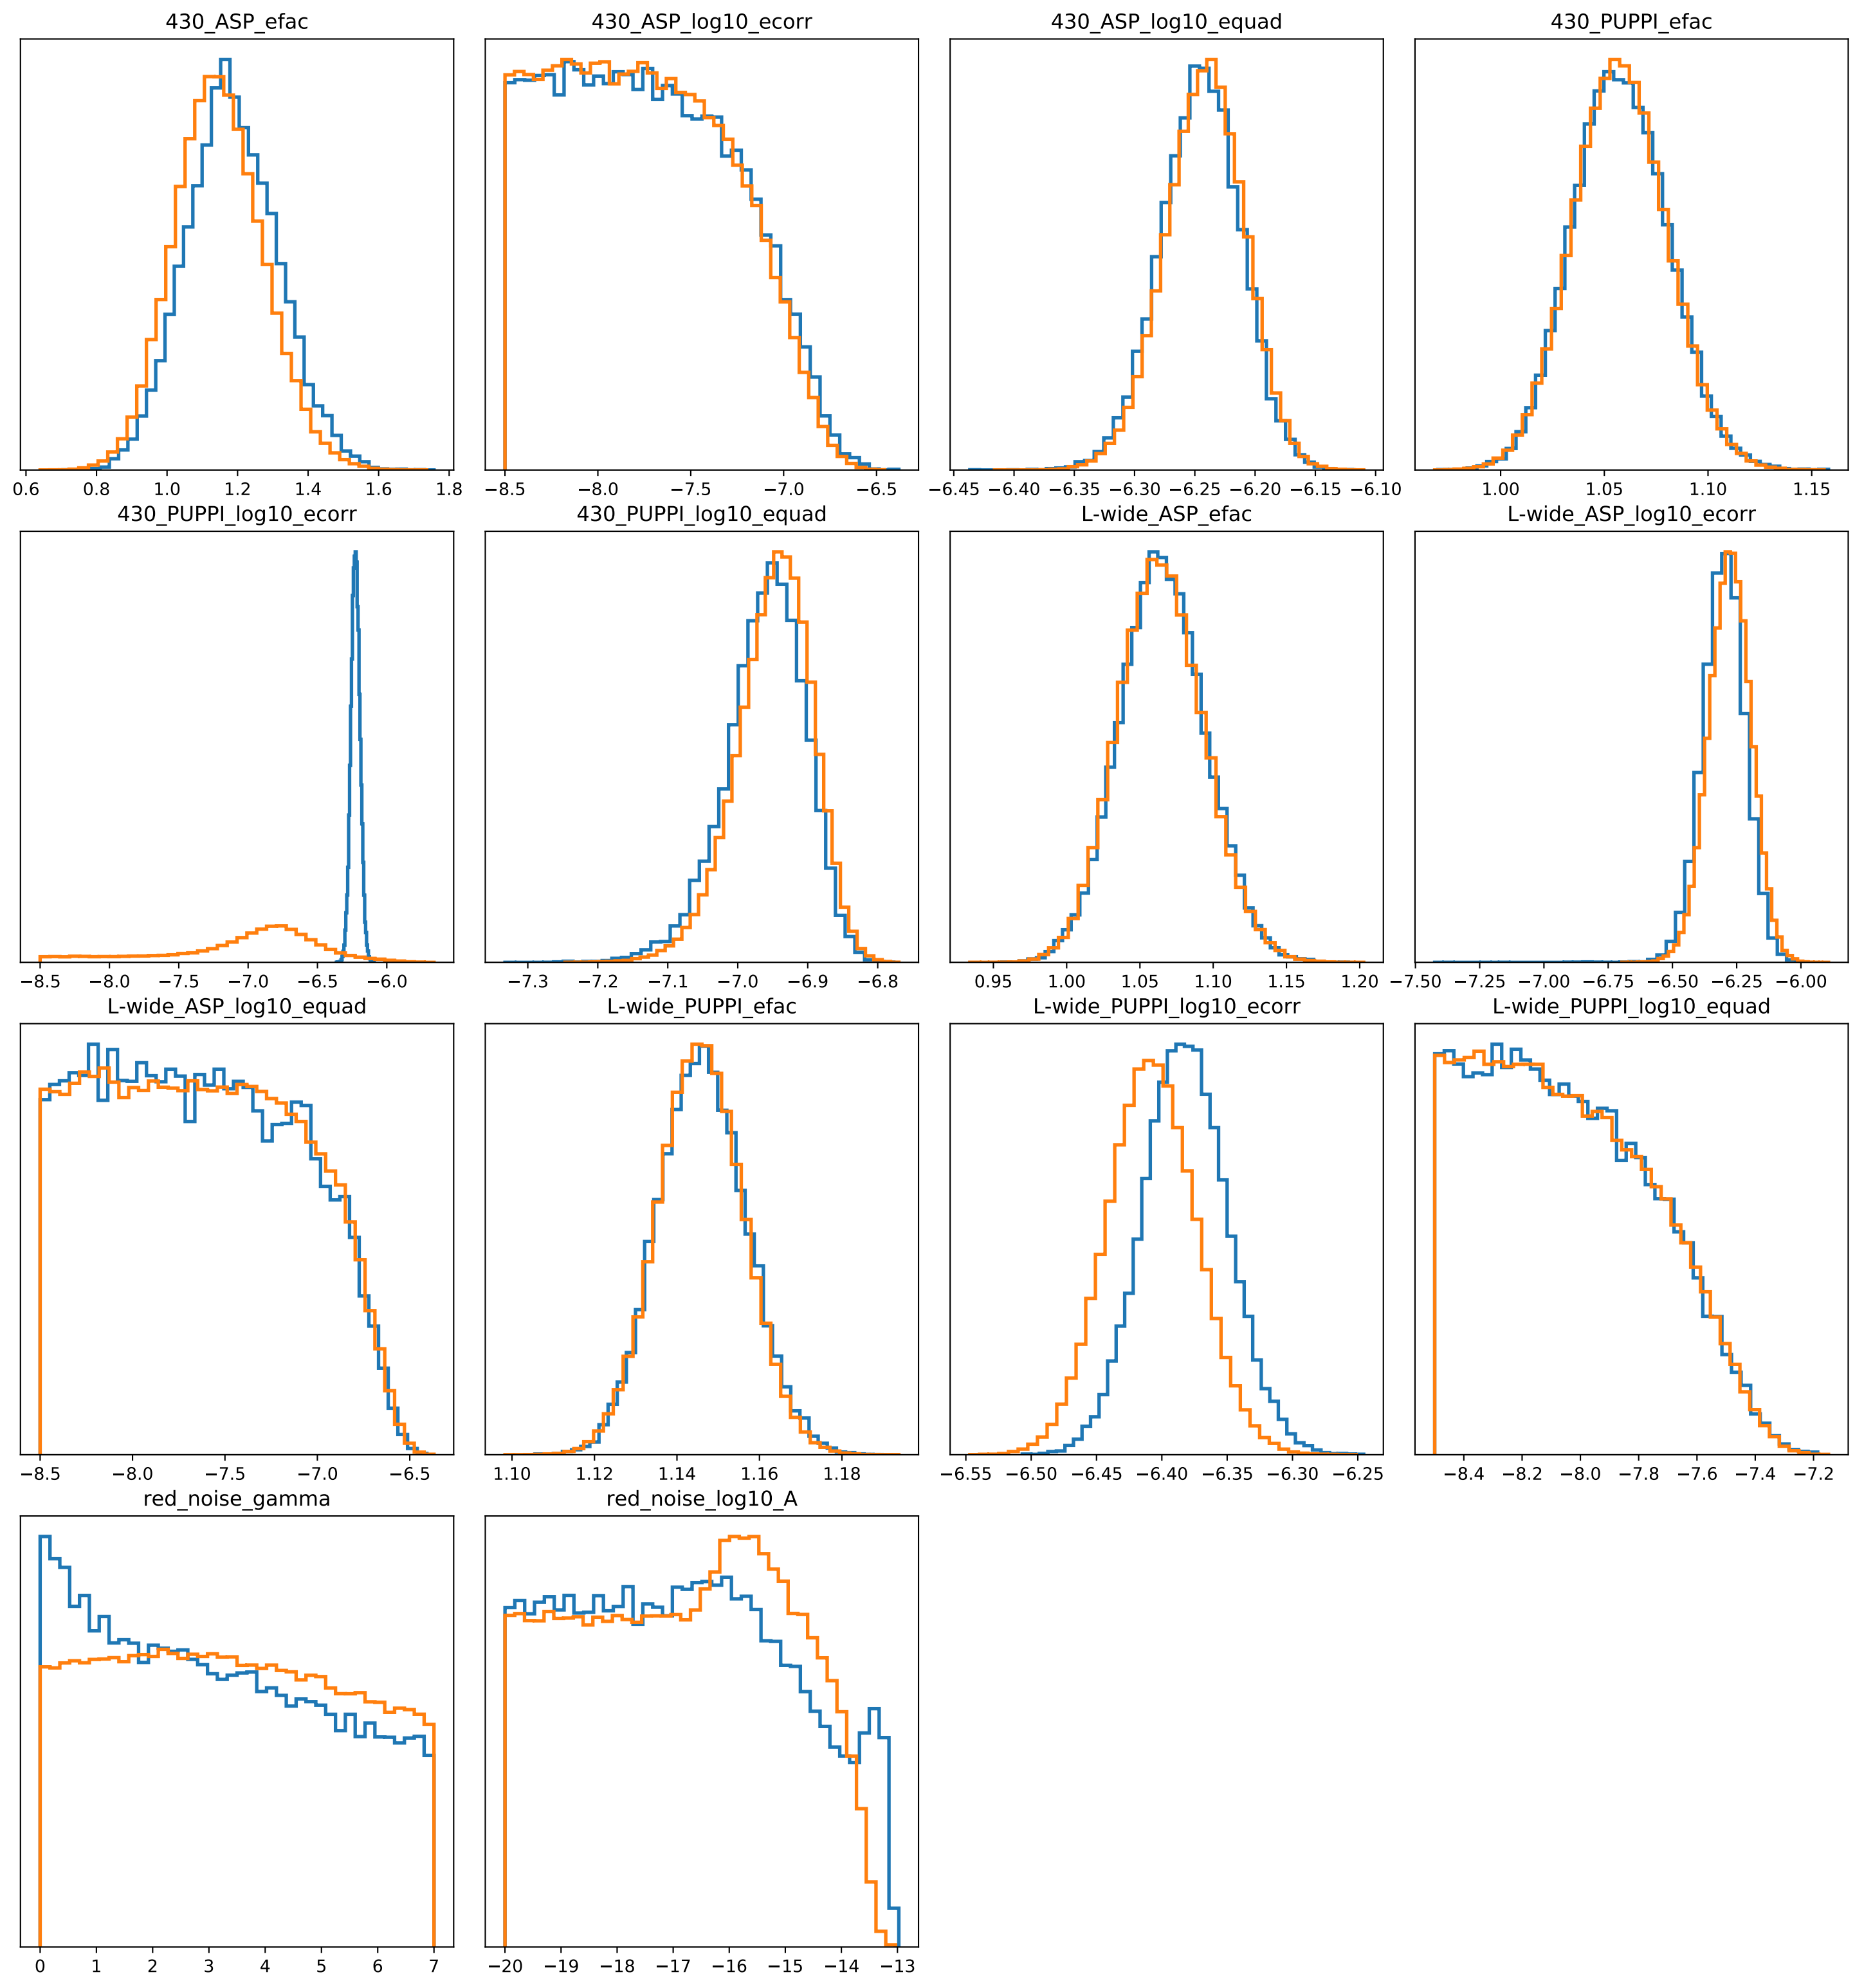 430_ASP_efac
430_ASP_log10_ecorr
430_ASP_log10_equad
430_PUPPI_efac
0.6 0.8 1.0 1.2 1.4 1.6 1.8
−8.5 −8.0 −7.5 −7.0 −6.5
−6.45 −6.40 −6.35 −6.30 −6.25 −6.20 −6.15 −6.10
1.00 1.05 1.10 1.15
430_PUPPI_log10_ecorr
430_PUPPI_log10_equad
L-wide_ASP_efac
L-wide_ASP_log10_ecorr
−8.5 −8.0 −7.5 −7.0 −6.5 −6.0
−7.3 −7.2 −7.1 −7.0 −6.9 −6.8
0.95 1.00 1.05 1.10 1.15 1.20
−7.50 −7.25 −7.00 −6.75 −6.50 −6.25 −6.00
L-wide_ASP_log10_equad
L-wide_PUPPI_efac
L-wide_PUPPI_log10_ecorr
L-wide_PUPPI_log10_equad
−8.5 −8.0 −7.5 −7.0 −6.5
1.10 1.12 1.14 1.16 1.18
−6.55 −6.50 −6.45 −6.40 −6.35 −6.30 −6.25
−8.4 −8.2 −8.0 −7.8 −7.6 −7.4 −7.2
red_noise_gamma
red_noise_log10_A
0 1 2 3 4 5 6 7
−20 −19 −18 −17 −16 −15 −14 −13